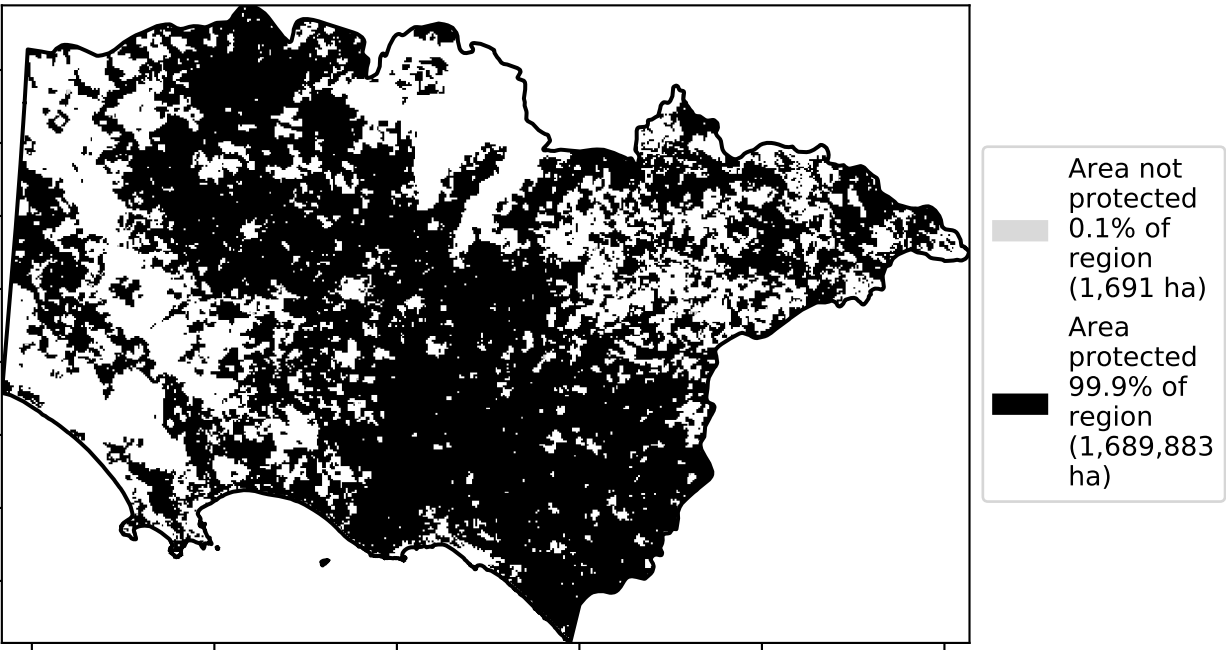 Area not
protected
0.1% of
region
(1,691 ha)
Area
protected
99.9% of
region
(1,689,883
ha)